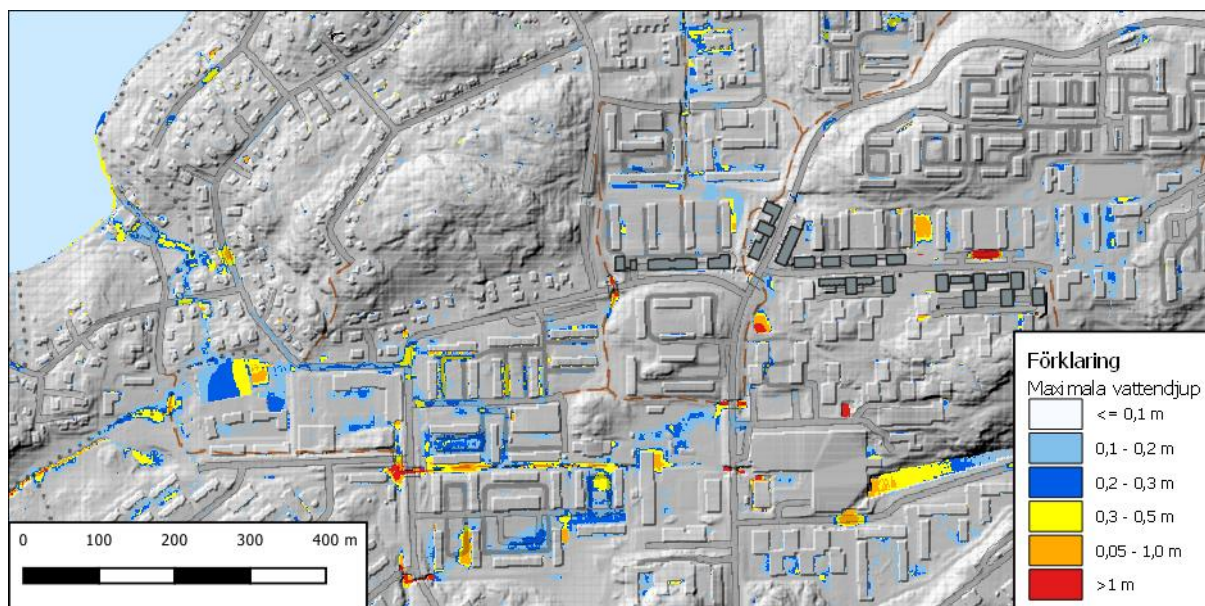 Förklaring
Maximala vattendjup
<= 0,1 m
0,1 - 0,2 m
0,2 - 0,3 m
0,3 - 0,5 m
0,05 - 1,0 m
>1 m
0 100 200 300 400 m